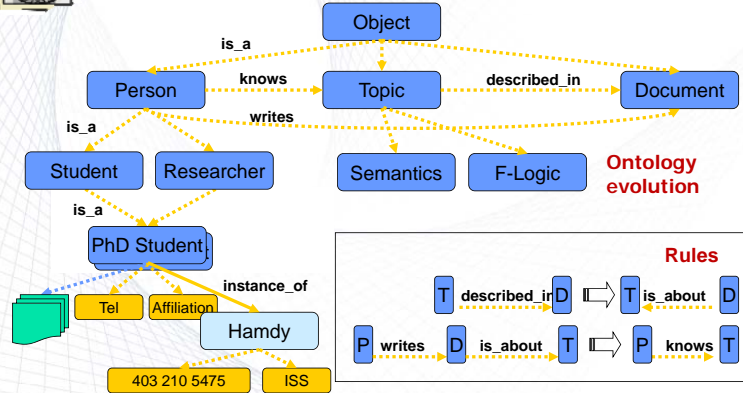 Object
is_a
Person
knows
Topic
described_in
Document
writes
is_a
Student
Researcher
Semantics
F-Logic
Ontology
evolution
is_a
PhD Student
instance_of
Tel
Affiliation
Hamdy
403 210 5475
ISS
Rules
T described_in D T is_about D
P writes D is_about T P knows T